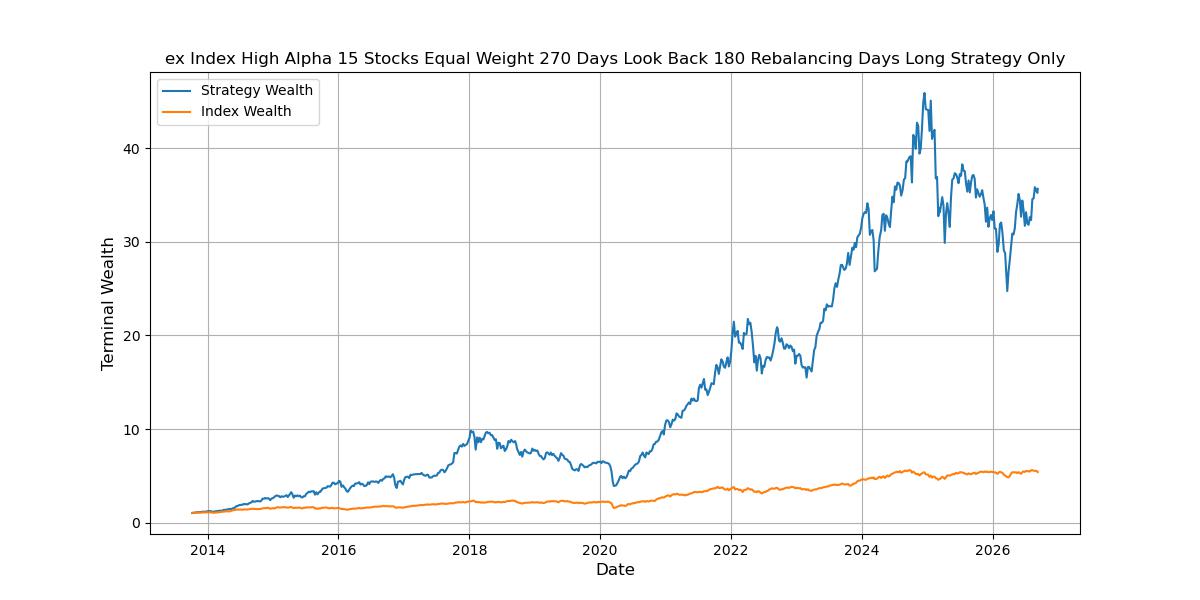 ex Index High Alpha 15 Stocks Equal Weight 270 Days Look Back 180 Rebalancing Days Long Strategy Only
Strategy Wealth
Index Wealth
Terminal Wealth
40
30
20
10
0
2014 2016 2018 2020 2022 2024 2026
Date